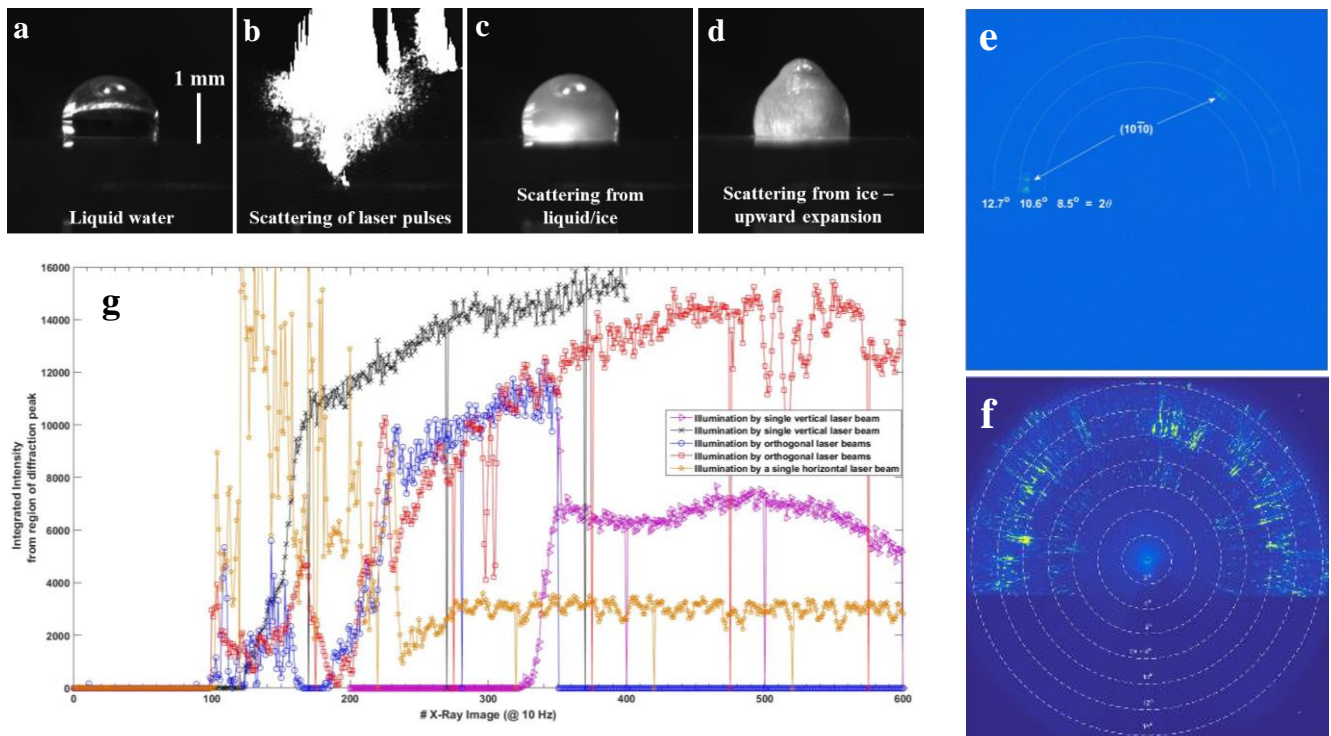 a
b
c
d
1 mm
Liquid water
Scattering of laser pulses
Scattering from
liquid/ice
Scattering from ice –
upward expansion
e
(101̄0)
12.7° 10.6° 8.5° = 2θ
f
g
16000
14000
12000
10000
8000
6000
4000
2000
0
Integrated Intensity
from region of diffraction peak
Illumination by single vertical laser beam
Illumination by single vertical laser beam
Illumination by orthogonal laser beams
Illumination by orthogonal laser beams
Illumination by a single horizontal laser beam
0 100 200 300 400 500 600
# X-Ray Image (@ 10 Hz)